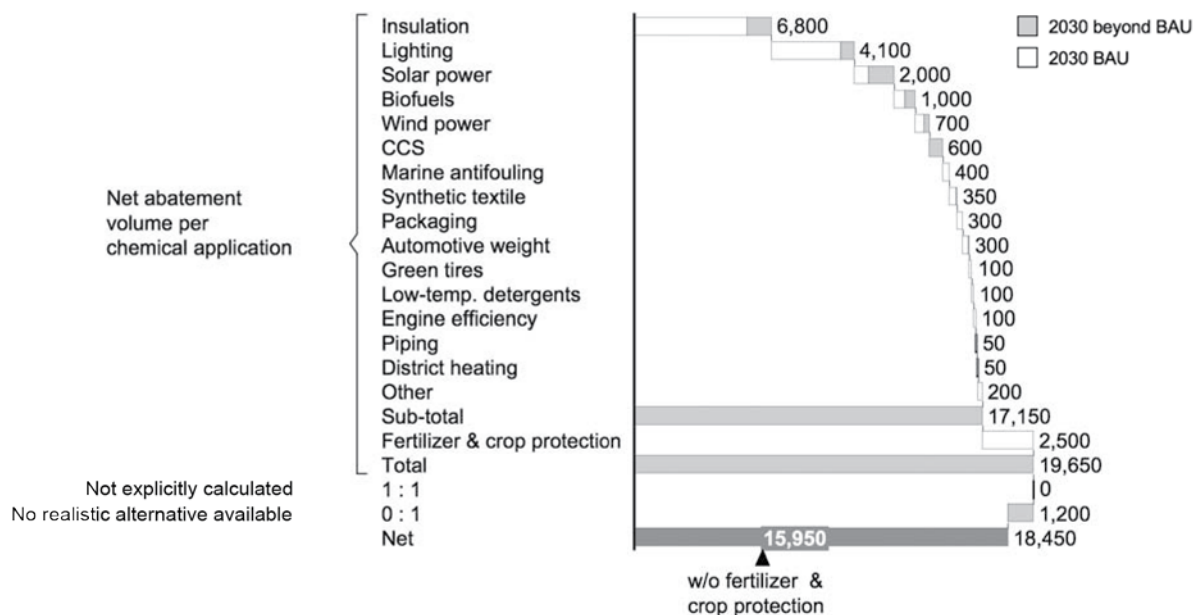 Insulation 6,800
2030 beyond BAU
Lighting 4,100
2030 BAU
Solar power 2,000
Biofuels 1,000
Wind power 700
CCS 600
Marine antifouling 400
Net abatement
volume per
chemical application
Synthetic textile 350
Packaging 300
Automotive weight 300
Green tires 100
Low-temp. detergents 100
Engine efficiency 100
Piping 50
District heating 50
Other 200
Sub-total 17,150
Fertilizer & crop protection 2,500
Total 19,650
Not explicitly calculated 1 : 1 0
No realistic alternative available 0 : 1 1,200
Net 15,950 18,450
w/o fertilizer &
crop protection